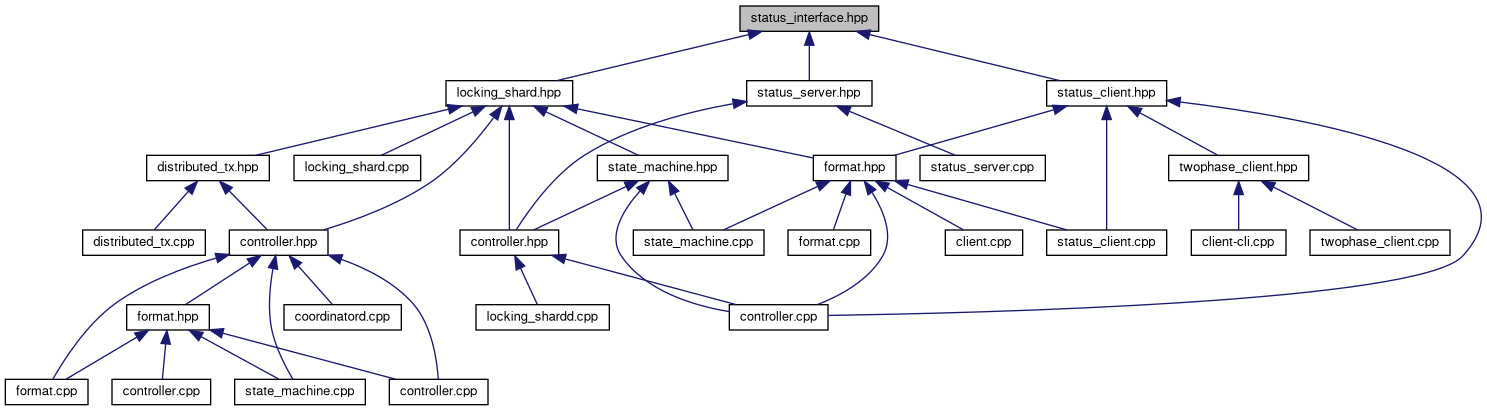 status_interface.hpp
locking_shard.hpp
status_server.hpp
status_client.hpp
distributed_tx.hpp
locking_shard.cpp
state_machine.hpp
format.hpp
status_server.cpp
twophase_client.hpp
distributed_tx.cpp
controller.hpp
controller.hpp
state_machine.cpp
format.cpp
client.cpp
status_client.cpp
client-cli.cpp
twophase_client.cpp
format.hpp
coordinatord.cpp
locking_shardd.cpp
controller.cpp
format.cpp
controller.cpp
state_machine.cpp
controller.cpp